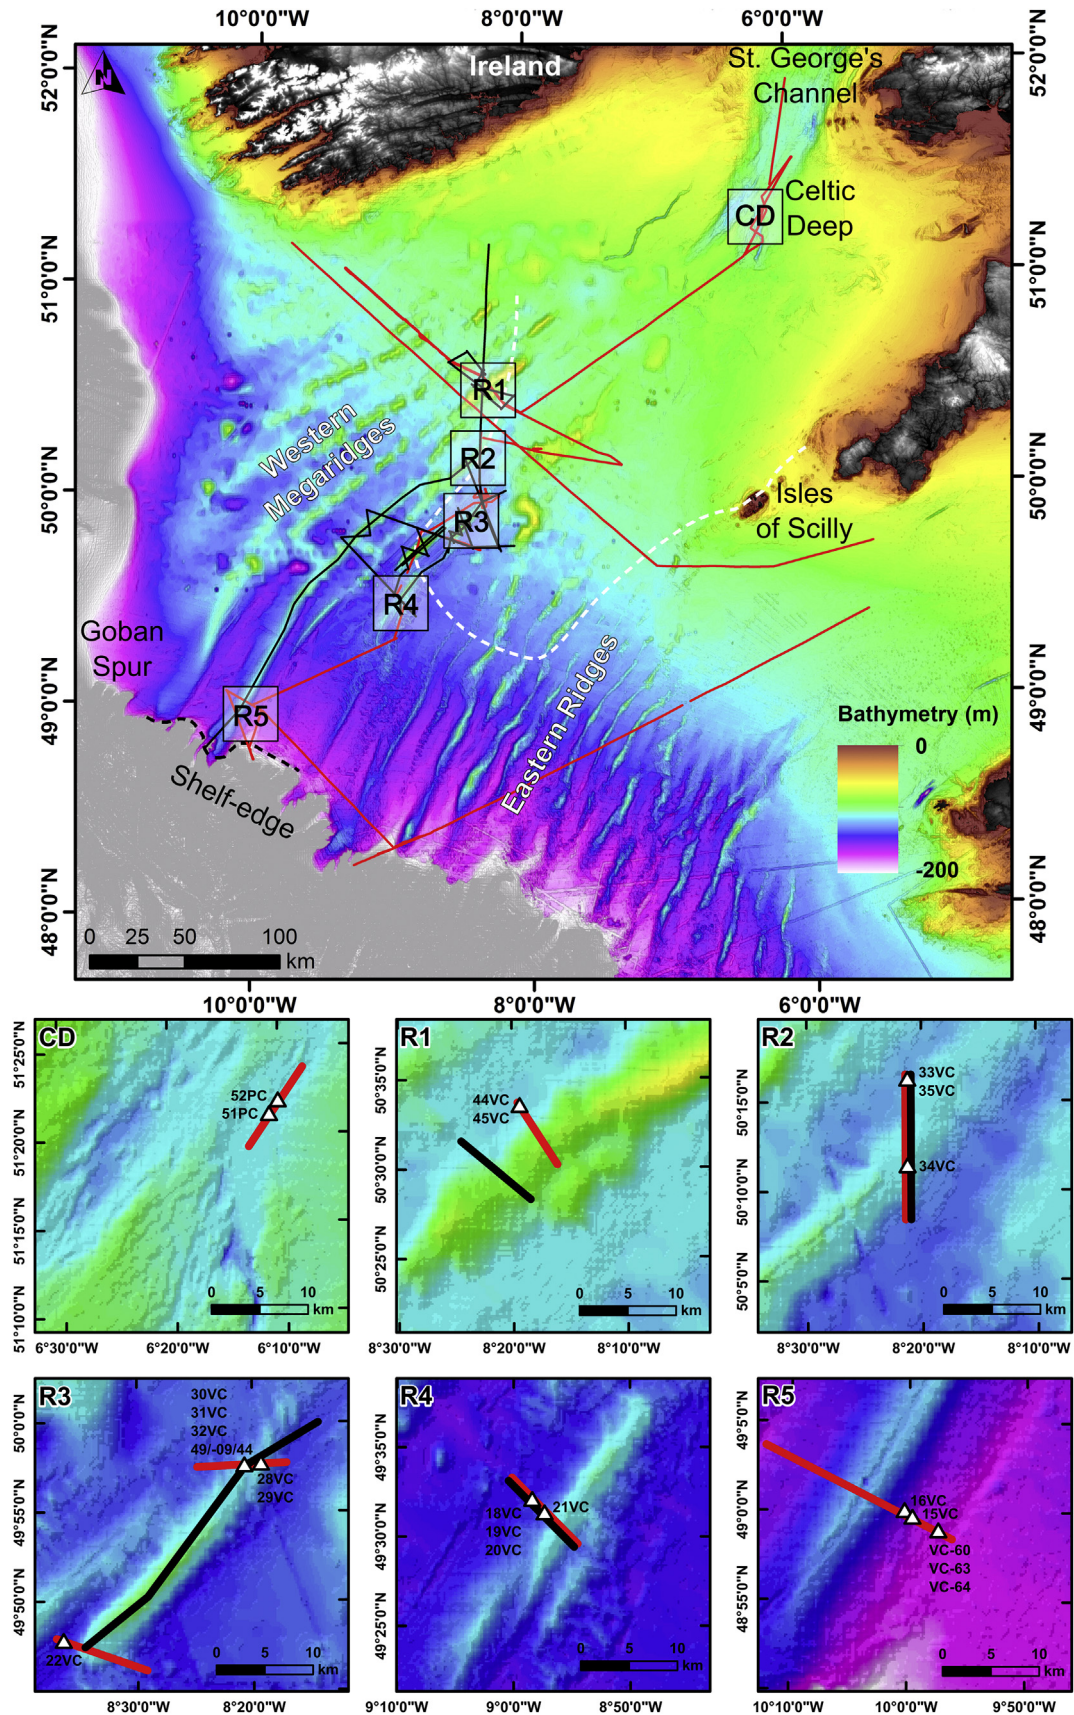 10°0'0"W 8°0'0"W 6°0'0"W
52°0'0"N
51°0'0"N
50°0'0"N
49°0'0"N
48°0'0"N
52°0'0"N
51°0'0"N
50°0'0"N
49°0'0"N
48°0'0"N
N
Ireland
St. George's
Channel
CD
Celtic
Deep
R1
R2
R3
R4
R5
Western
Megaridges
Isles
of Scilly
Goban
Spur
Shelf-edge
Eastern Ridges
Bathymetry (m)
0
-200
0 25 50 100
km
10°0'0"W 8°0'0"W 6°0'0"W
CD
51°25'0"N
51°20'0"N
51°15'0"N
51°10'0"N
52PC
51PC
0 5 10
km
6°30'0"W 6°20'0"W 6°10'0"W
R1
50°35'0"N
50°30'0"N
50°25'0"N
44VC
45VC
0 5 10
km
8°30'0"W 8°20'0"W 8°10'0"W
R2
50°15'0"N
50°10'0"N
50°5'0"N
33VC
35VC
34VC
0 5 10
km
8°30'0"W 8°20'0"W 8°10'0"W
R3
50°0'0"N
49°55'0"N
49°50'0"N
30VC
31VC
32VC
49/-09/44
28VC
29VC
22VC
0 5 10
km
8°30'0"W 8°20'0"W
R4
49°35'0"N
49°30'0"N
49°25'0"N
18VC
19VC
20VC
21VC
0 5 10
km
9°10'0"W 9°0'0"W 8°50'0"W
R5
49°5'0"N
49°0'0"N
48°55'0"N
16VC
15VC
VC-60
VC-63
VC-64
0 5 10
km
10°10'0"W 10°0'0"W 9°50'0"W